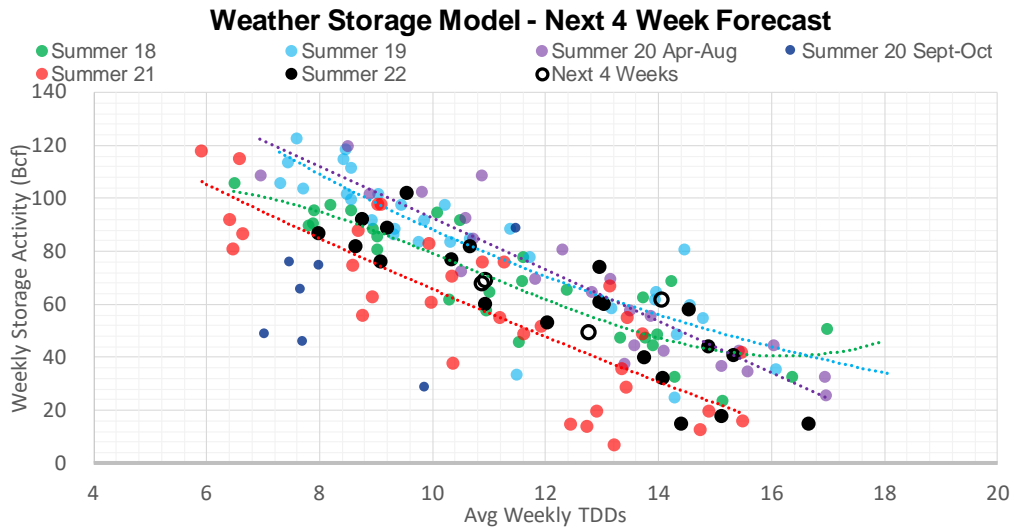 Weather Storage Model - Next 4 Week Forecast
Summer 18 Summer 19 Summer 20 Apr-Aug Summer 20 Sept-Oct
Summer 21 Summer 22 Next 4 Weeks
Weekly Storage Activity (Bcf)
140
120
100
80
60
40
20
0
4 6 8 10 12 14 16 18 20
Avg Weekly TDDs